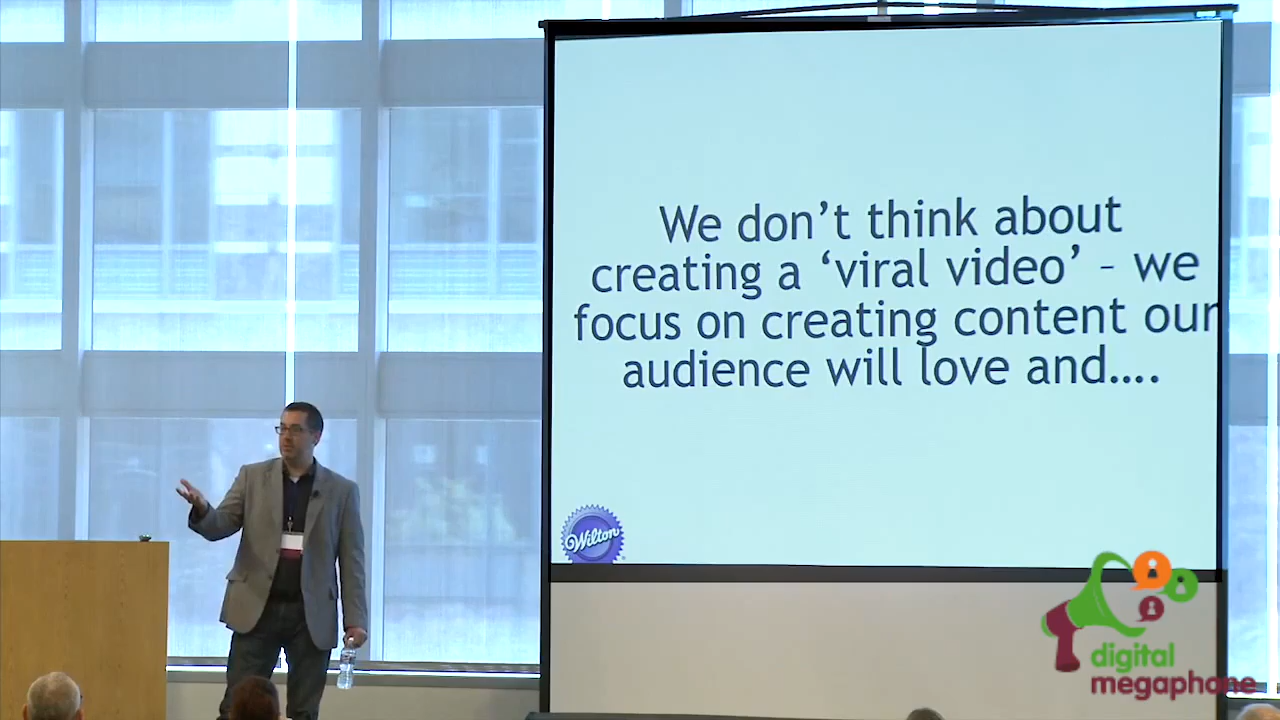 We don’t think about
creating a ‘viral video’ – we
focus on creating content our
audience will love and….
Wilton
digital
megaphone